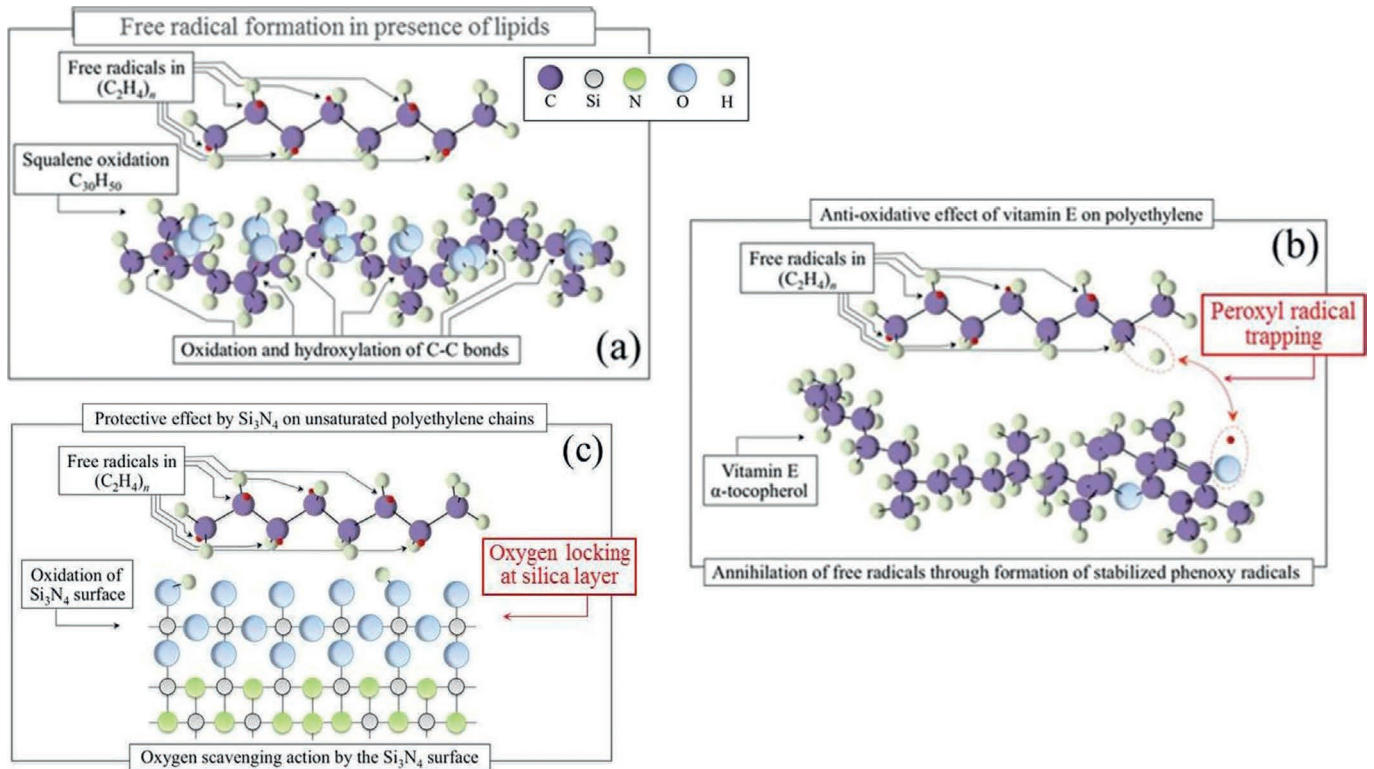 Free radical formation in presence of lipids
Free radicals in
(C₂H₄)ₙ
C Si N O H
Squalene oxidation
C₃₀H₅₀
Oxidation and hydroxylation of C-C bonds
(a)
Anti-oxidative effect of vitamin E on polyethylene
(b)
Free radicals in
(C₂H₄)ₙ
Peroxyl radical
trapping
Vitamin E
α-tocopherol
Annihilation of free radicals through formation of stabilized phenoxy radicals
Protective effect by Si₃N₄ on unsaturated polyethylene chains
(c)
Free radicals in
(C₂H₄)ₙ
Oxygen locking
at silica layer
Oxidation of
Si₃N₄ surface
Oxygen scavenging action by the Si₃N₄ surface